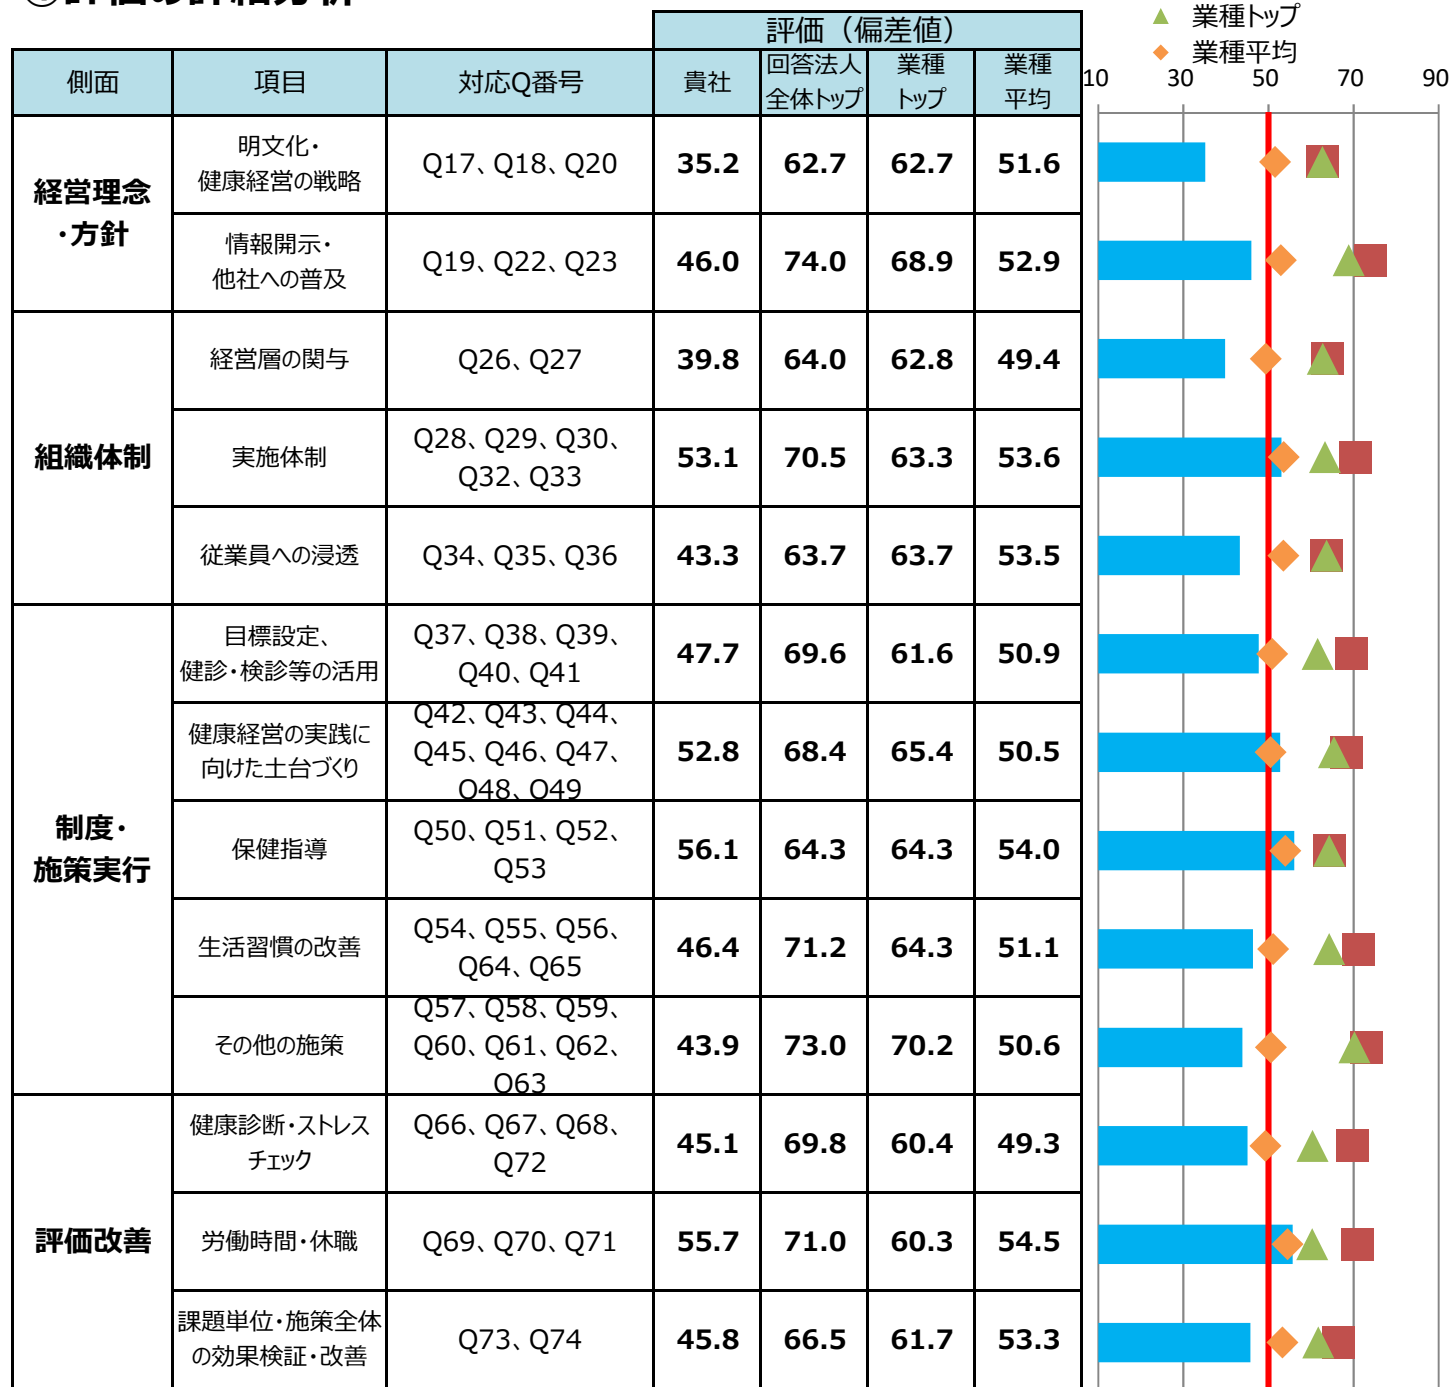 ①評価の詳細分析
▲ 業種トップ
◆ 業種平均
評価（偏差値）
側面 項目 対応Q番号 貴社 回答法人 業種 業種
全体トップ トップ 平均
10 30 50 70 90
経営理念
・方針
明文化・
健康経営の戦略
Q17、Q18、Q20 35.2 62.7 62.7 51.6
情報開示・
他社への普及
Q19、Q22、Q23 46.0 74.0 68.9 52.9
組織体制
経営層の関与 Q26、Q27 39.8 64.0 62.8 49.4
実施体制
Q28、Q29、Q30、
Q32、Q33
53.1 70.5 63.3 53.6
従業員への浸透 Q34、Q35、Q36 43.3 63.7 63.7 53.5
制度・
施策実行
目標設定、
健診・検診等の活用
Q37、Q38、Q39、
Q40、Q41
47.7 69.6 61.6 50.9
健康経営の実践に
向けた土台づくり
Q42、Q43、Q44、
Q45、Q46、Q47、
Q48、Q49
52.8 68.4 65.4 50.5
保健指導
Q50、Q51、Q52、
Q53
56.1 64.3 64.3 54.0
生活習慣の改善
Q54、Q55、Q56、
Q64、Q65
46.4 71.2 64.3 51.1
その他の施策
Q57、Q58、Q59、
Q60、Q61、Q62、
Q63
43.9 73.0 70.2 50.6
評価改善
健康診断・ストレス
チェック
Q66、Q67、Q68、
Q72
45.1 69.8 60.4 49.3
労働時間・休職 Q69、Q70、Q71 55.7 71.0 60.3 54.5
課題単位・施策全体
の効果検証・改善
Q73、Q74 45.8 66.5 61.7 53.3